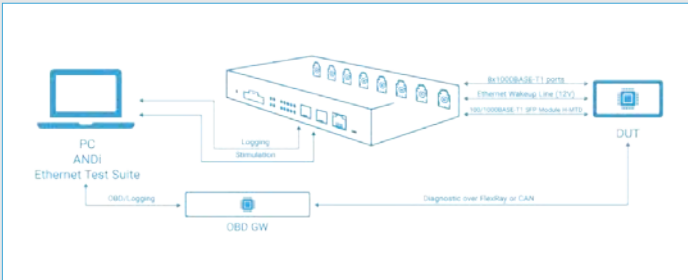 8x1000BASE-T1 ports
Ethernet Wakeup Line (12V)
100/1000BASE-T1 SFP Module H-MTD
DUT
PC
ANDi
Ethernet Test Suite
Logging
Stimulation
OBD/Logging
Diagnostic over FlexRay or CAN
OBD GW